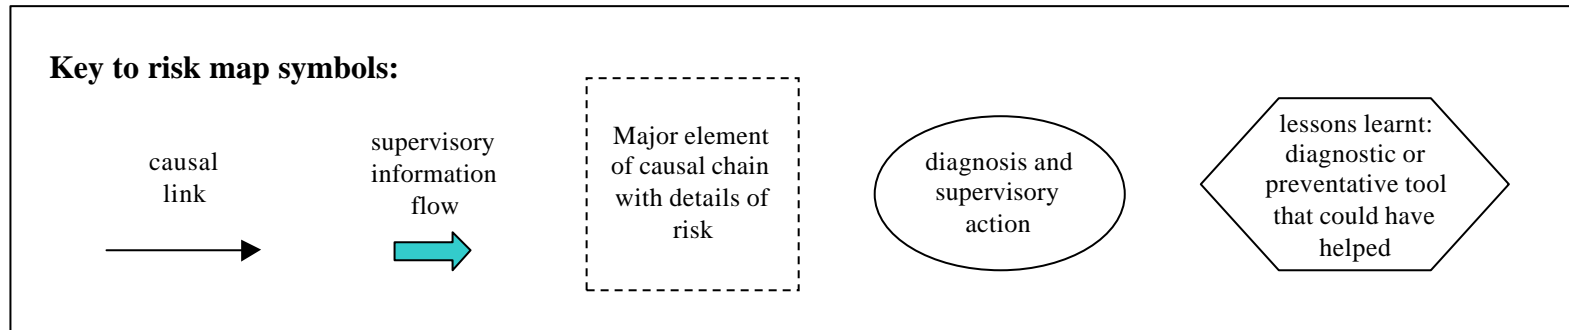 Key to risk map symbols:
causal
link
supervisory
information
flow
Major element
of causal chain
with details of
risk
diagnosis and
supervisory
action
lessons learnt:
diagnostic or
preventative tool
that could have
helped